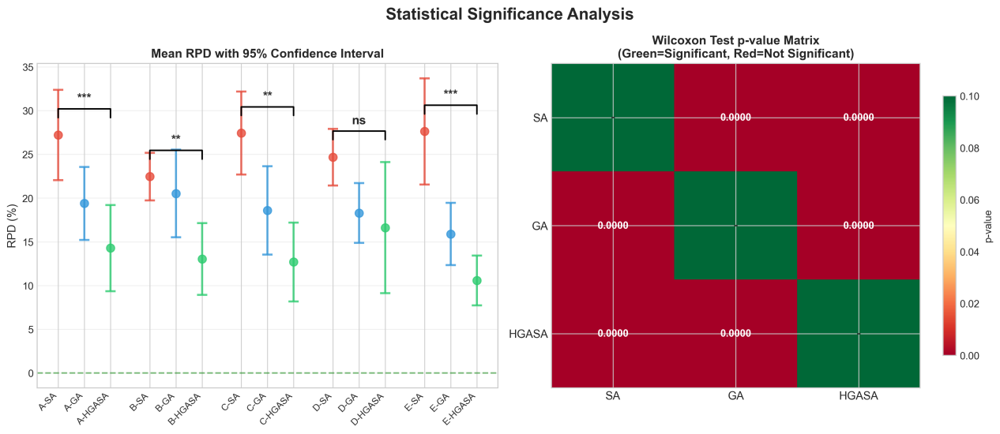 Statistical Significance Analysis
Mean RPD with 95% Confidence Interval
RPD (%)
35
30
25
20
15
10
5
0
***
**
**
ns
***
A-SA
A-GA
A-HGASA
B-SA
B-GA
B-HGASA
C-SA
C-GA
C-HGASA
D-SA
D-GA
D-HGASA
E-SA
E-GA
E-HGASA
Wilcoxon Test p-value Matrix
(Green=Significant, Red=Not Significant)
SA
- 0.0000 0.0000
GA
0.0000 - 0.0000
HGASA
0.0000 0.0000 -
SA GA HGASA
0.10
0.08
0.06
0.04
0.02
0.00
p-value